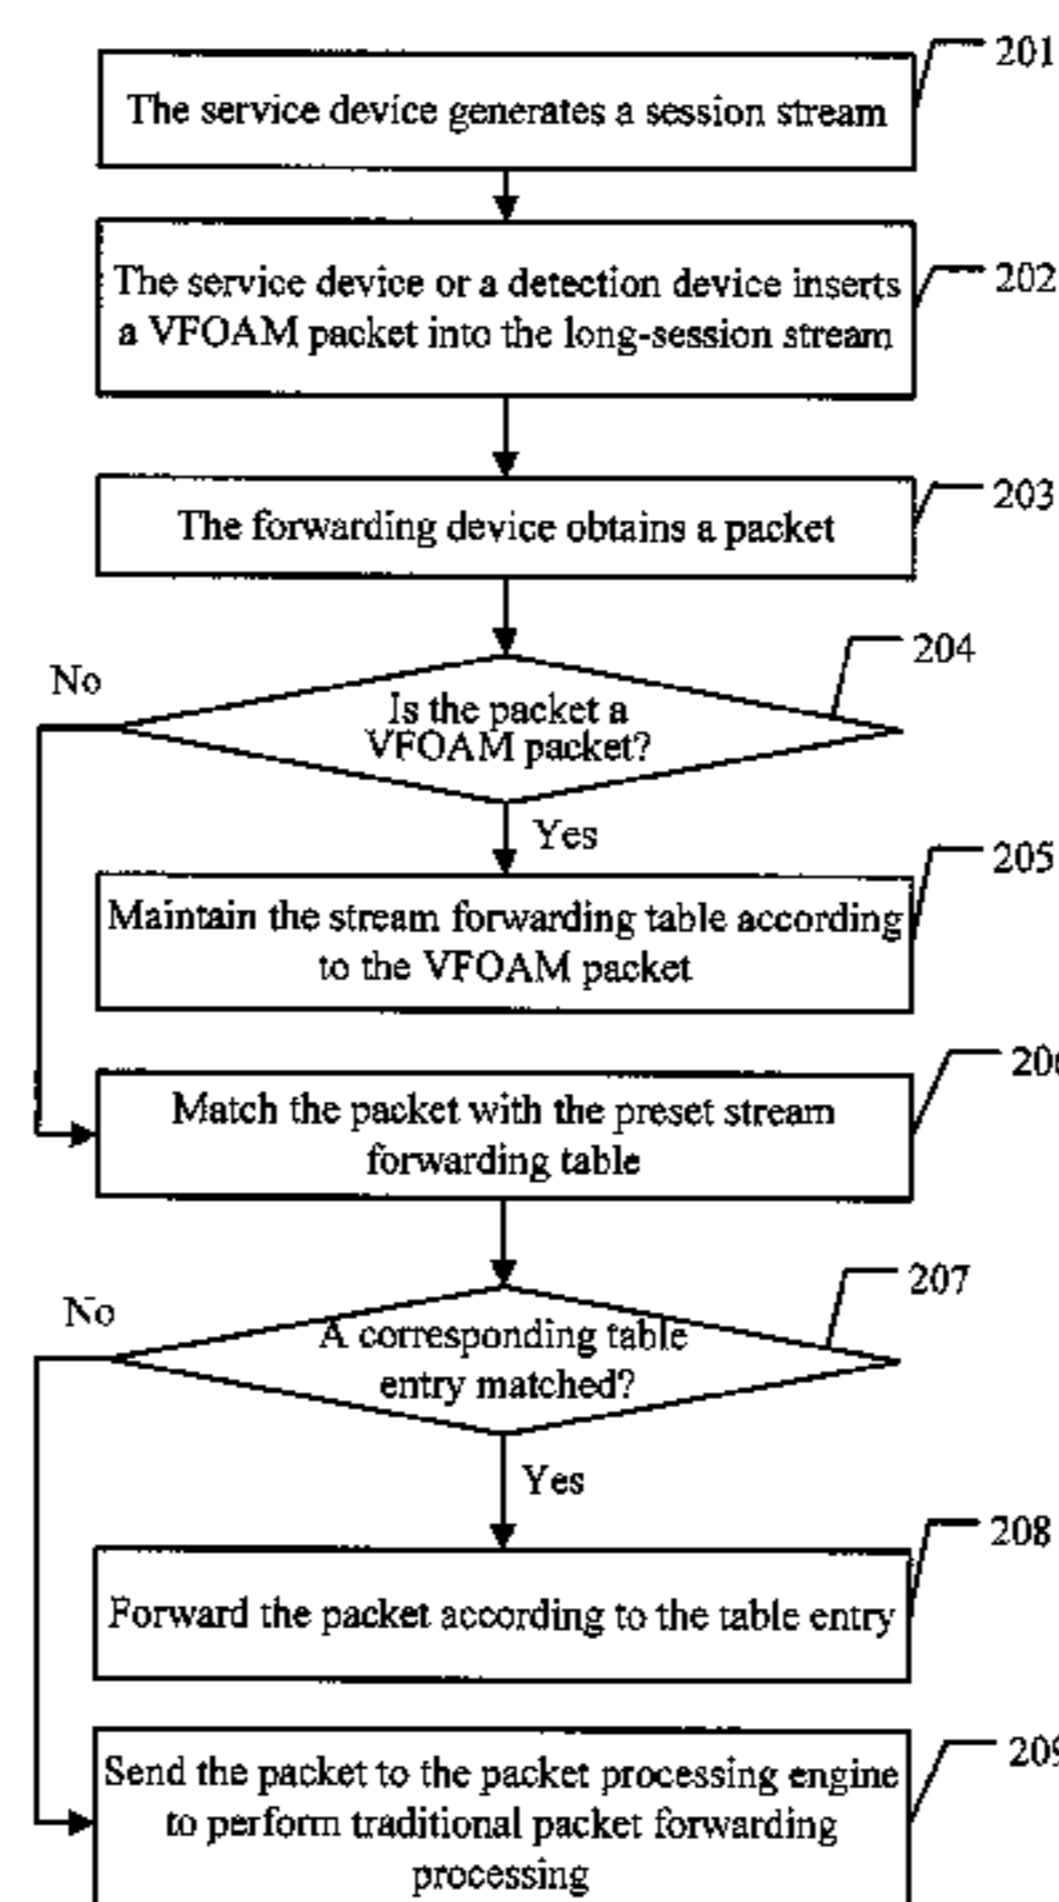 201
The service device generates a session stream
202
The service device or a detection device inserts
a VFOAM packet into the long-session stream
203
The forwarding device obtains a packet
204
No
Is the packet a
VFOAM packet?
Yes
205
Maintain the stream forwarding table according
to the VFOAM packet
206
Match the packet with the preset stream
forwarding table
207
No
A corresponding table
entry matched?
Yes
208
Forward the packet according to the table entry
209
Send the packet to the packet processing engine
to perform traditional packet forwarding
processing